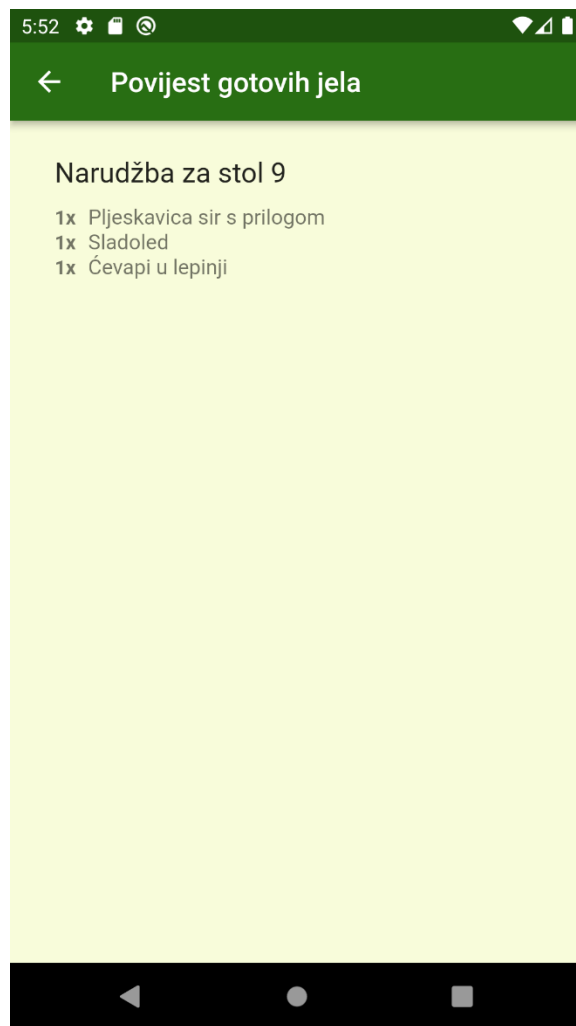 5:52
Povijest gotovih jela
Narudžba za stol 9
1x Pljeskavica sir s prilogom
1x Sladoled
1x Ćevapi u lepinji